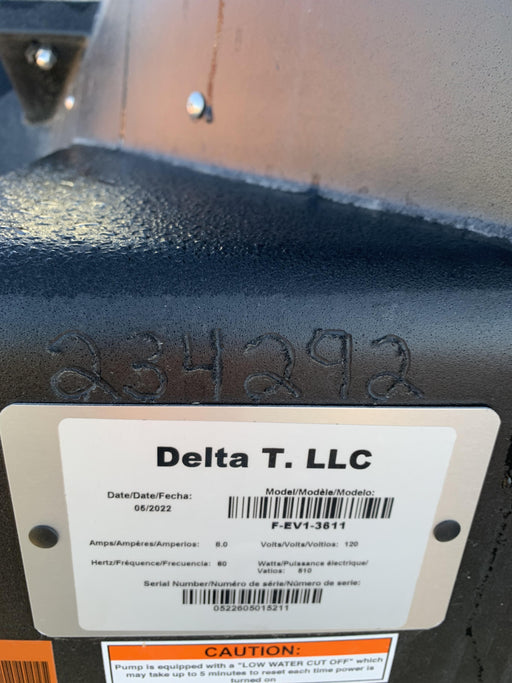 234292
Delta T. LLC
Date/Date/Fecha:
05/2022
Model/Modèle/Modelo:
F-EV1-3611
Amps/Ampères/Amperios: 6.0
Volts/Volts/Voltios: 120
Hertz/Fréquence/Frecuencia: 60
Watts/Puissance électrique/
Vatios: 510
Serial Number/Numéro de série/Número de serie:
0522605015211
CAUTION:
Pump is equipped with a "LOW WATER CUT OFF" which
may take up to 5 minutes to reset each time power is
turned on